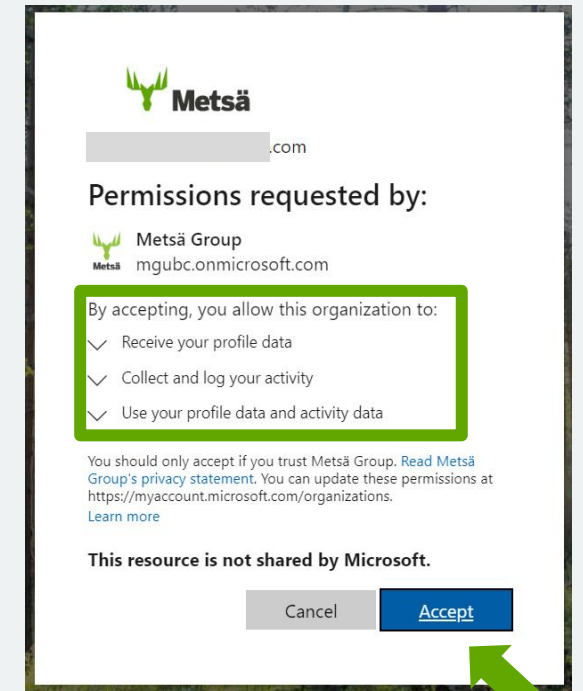 Metsä
.com
Permissions requested by:
Metsä Group
Metsä mgubc.onmicrosoft.com
By accepting, you allow this organization to:
Receive your profile data
Collect and log your activity
Use your profile data and activity data
You should only accept if you trust Metsä Group. Read Metsä
Group's privacy statement. You can update these permissions at
https://myaccount.microsoft.com/organizations.
Learn more
This resource is not shared by Microsoft.
Cancel Accept